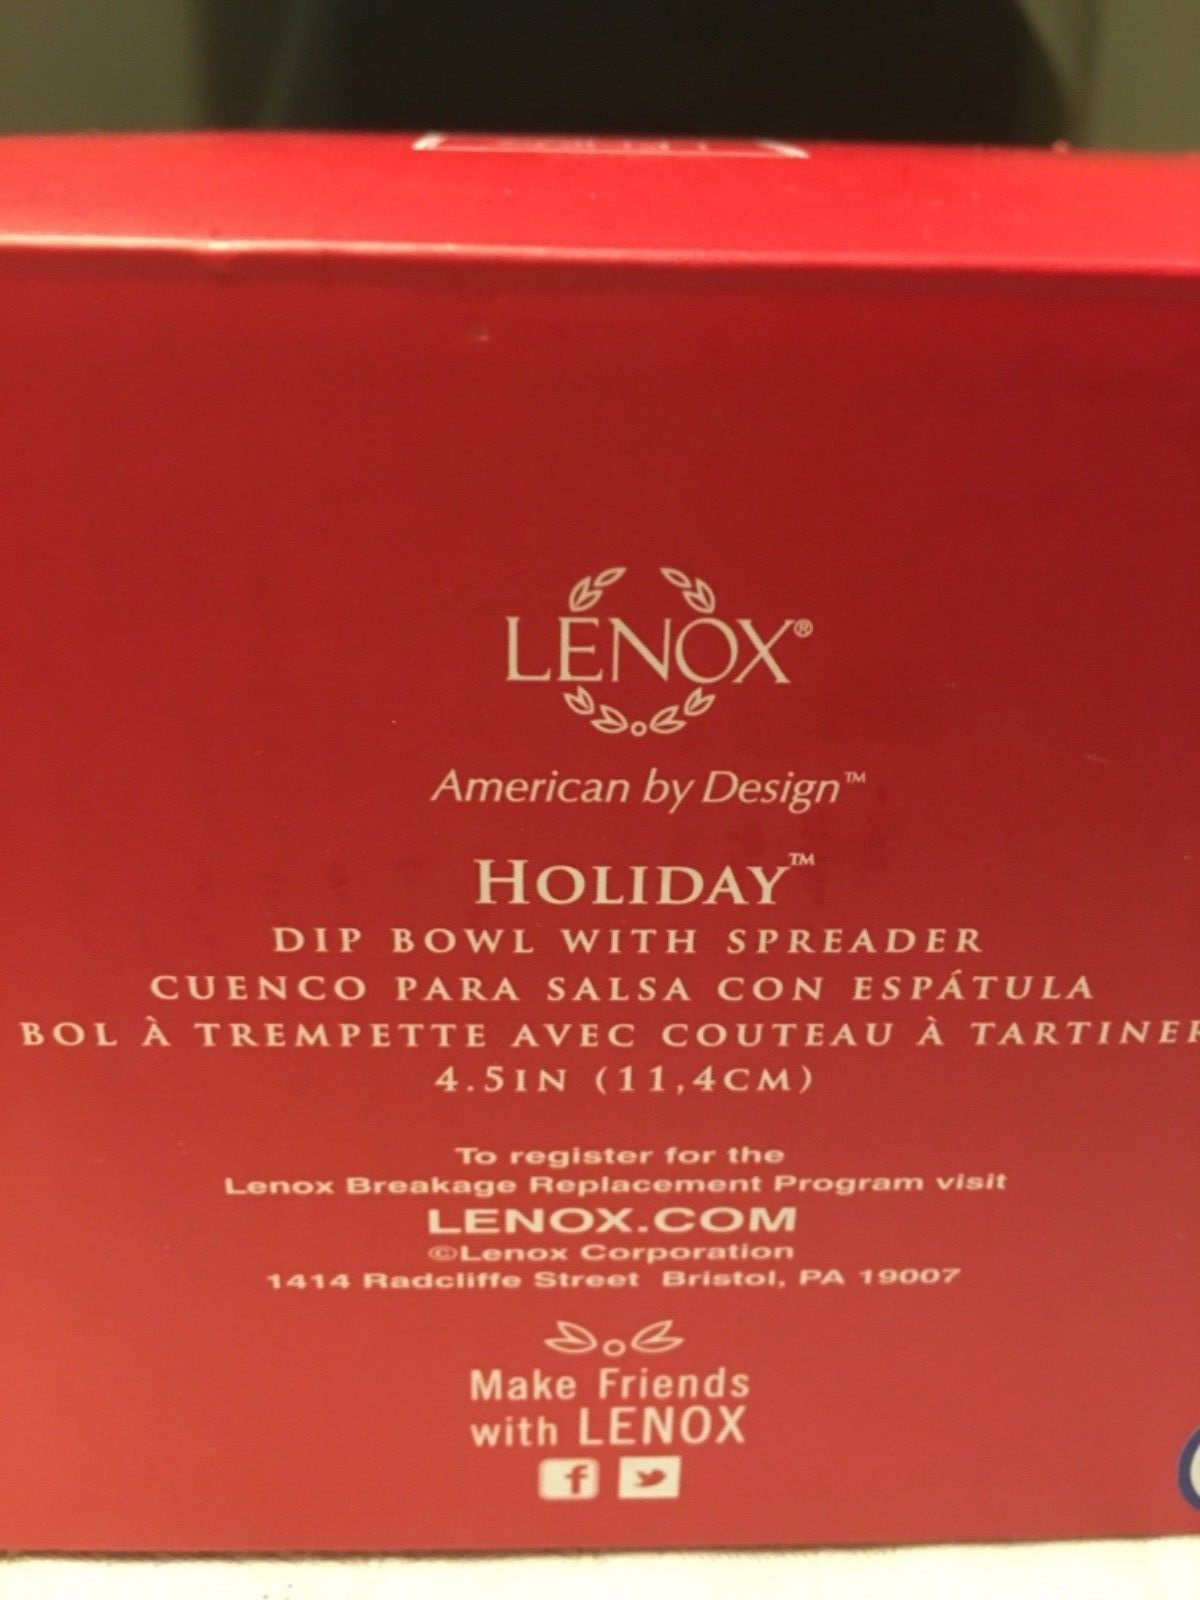 LENOX®
American by Design™
HOLIDAY™
DIP BOWL WITH SPREADER
CUENCO PARA SALSA CON ESPÁTULA
BOL À TREMPETTE AVEC COUTEAU À TARTINER
4.5IN (11,4CM)
To register for the
Lenox Breakage Replacement Program visit
LENOX.COM
©Lenox Corporation
1414 Radcliffe Street Bristol, PA 19007
Make Friends
with LENOX
f